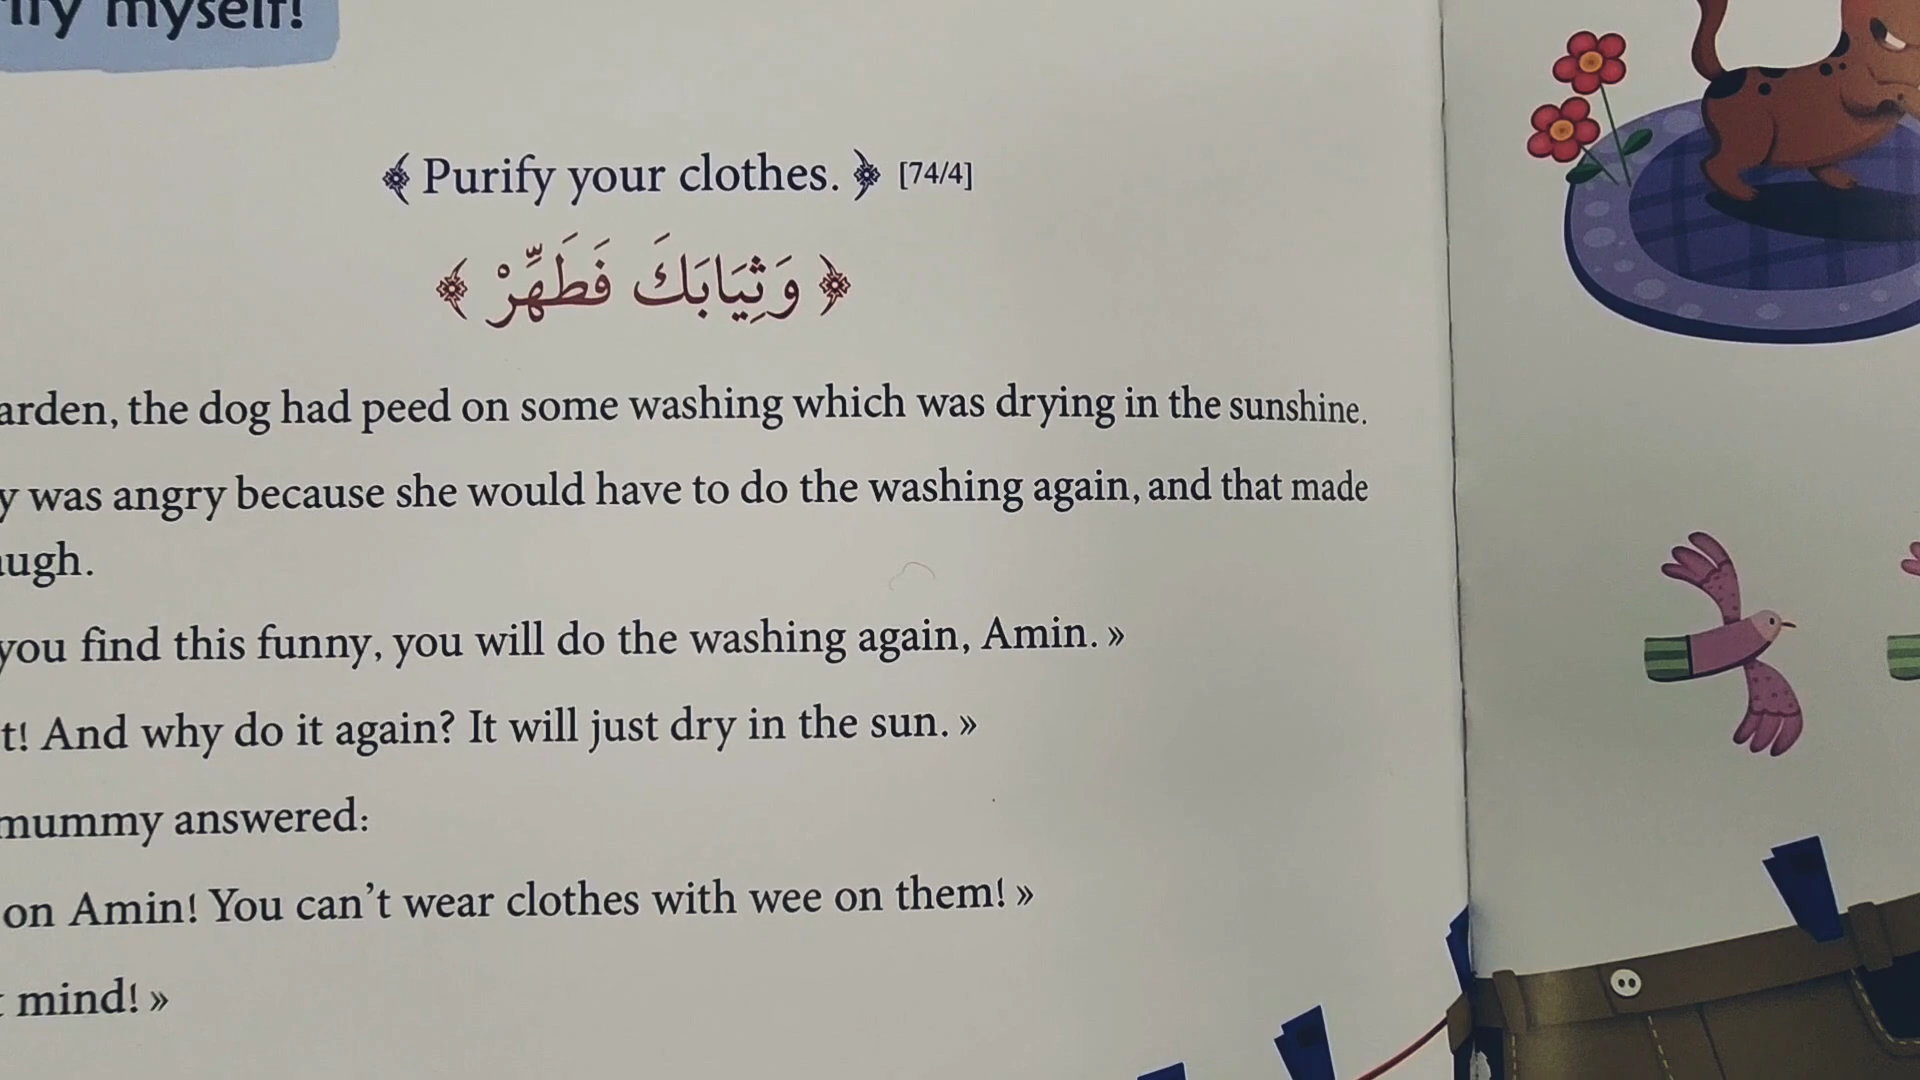 myself!
﴾ Purify your clothes. ﴿ [74/4]
﴿ وَثِيَابَكَ فَطَهِّرْ ﴾
the dog had peed on some washing which was drying in the sunshine.
was angry because she would have to do the washing again, and that made
you find this funny, you will do the washing again, Amin. »
And why do it again? It will just dry in the sun. »
mummy answered:
on Amin! You can't wear clothes with wee on them! »
mind! »